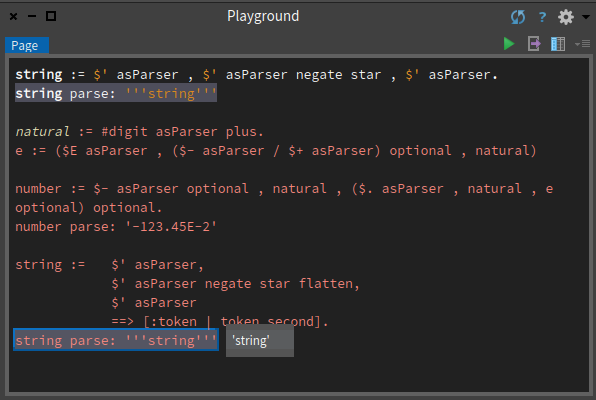 Playground
?
Page
string := $' asParser , $' asParser negate star , $' asParser.
string parse: '''string'''
natural := #digit asParser plus.
e := ($E asParser , ($- asParser / $+ asParser) optional , natural)
number := $- asParser optional , natural , ($. asParser , natural , e
optional) optional.
number parse: '-123.45E-2'
string := $' asParser,
$' asParser negate star flatten,
$' asParser
==> [:token | token second].
string parse: '''string''' 'string'